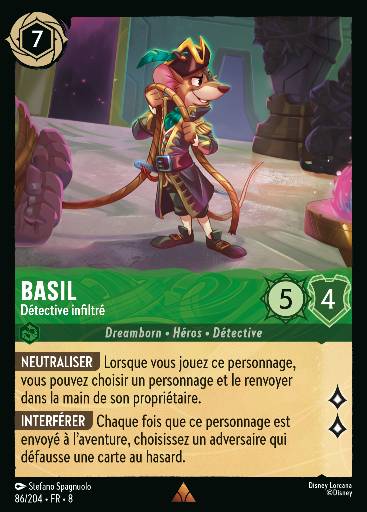 7
BASIL
Détective infiltré
5
4
Dreamborn • Héros • Détective
NEUTRALISER Lorsque vous jouez ce personnage,
vous pouvez choisir un personnage et le renvoyer
dans la main de son propriétaire.
INTERFÉRER Chaque fois que ce personnage est
envoyé à l'aventure, choisissez un adversaire qui
défausse une carte au hasard.
Stefano Spagnuolo
86/204 • FR • 8
Disney Lorcana
©Disney